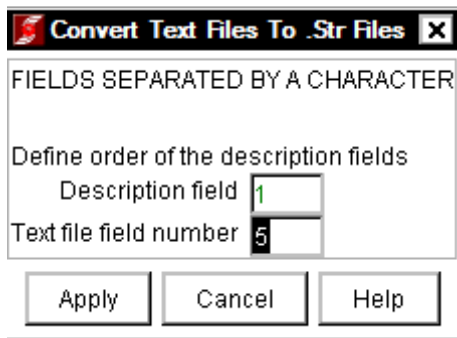 Convert Text Files To .Str Files
FIELDS SEPARATED BY A CHARACTER
Define order of the description fields
Description field 1
Text file field number 5
Apply Cancel Help